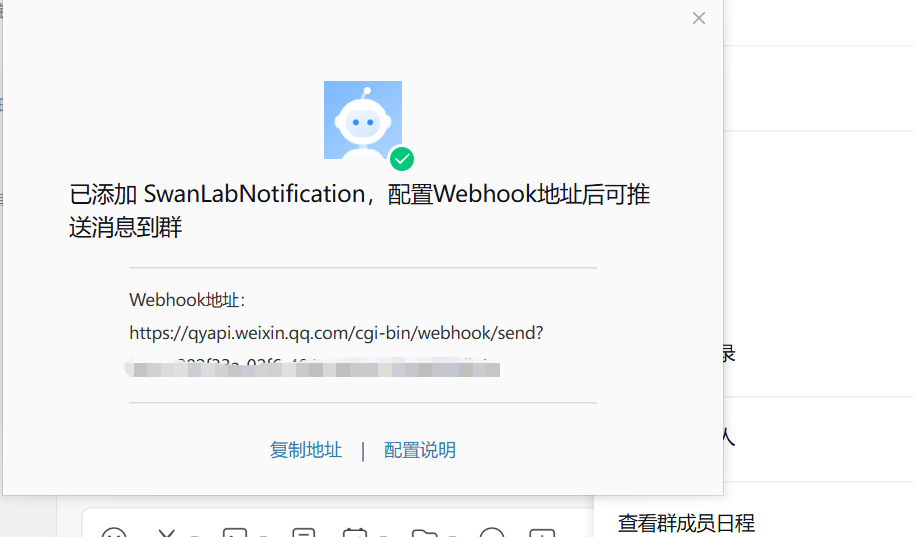 已添加 SwanLabNotification，配置Webhook地址后可推
送消息到群
Webhook地址：
https://qyapi.weixin.qq.com/cgi-bin/webhook/send?
复制地址 | 配置说明
录
人
查看群成员日程